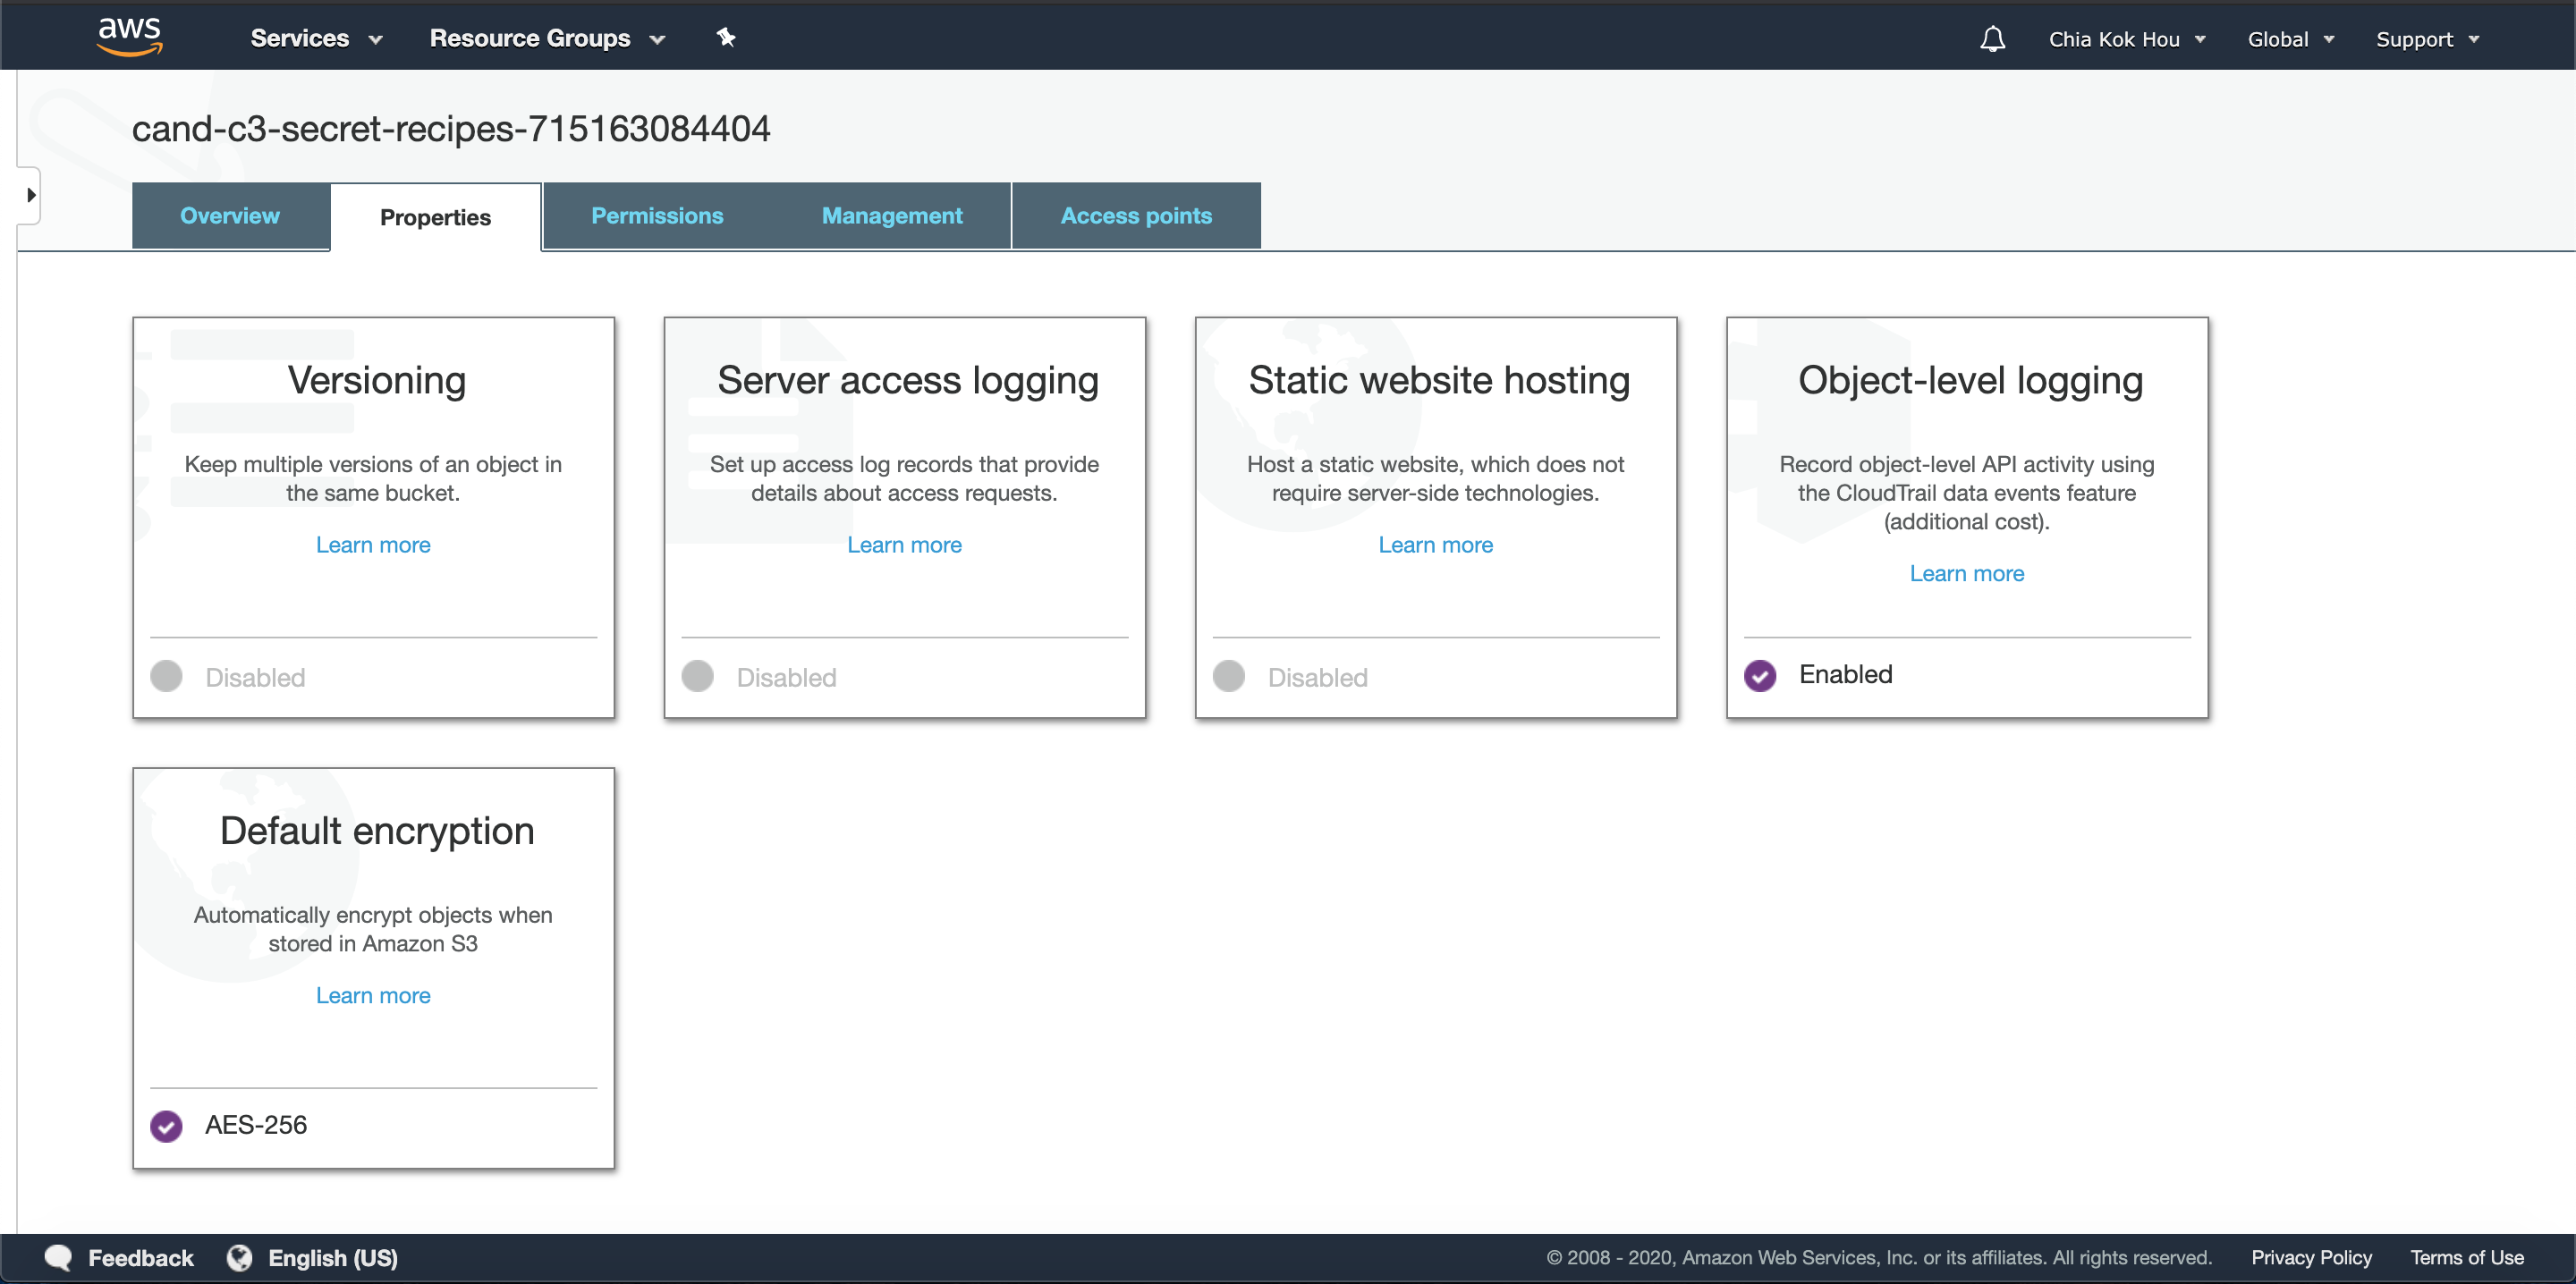 aws Services Resource Groups Chia Kok Hou Global Support
cand-c3-secret-recipes-715163084404
Overview Properties Permissions Management Access points
Versioning
Keep multiple versions of an object in
the same bucket.
Learn more
Disabled
Server access logging
Set up access log records that provide
details about access requests.
Learn more
Disabled
Static website hosting
Host a static website, which does not
require server-side technologies.
Learn more
Disabled
Object-level logging
Record object-level API activity using
the CloudTrail data events feature
(additional cost).
Learn more
Enabled
Default encryption
Automatically encrypt objects when
stored in Amazon S3
Learn more
AES-256
Feedback English (US) © 2008 - 2020, Amazon Web Services, Inc. or its affiliates. All rights reserved. Privacy Policy Terms of Use